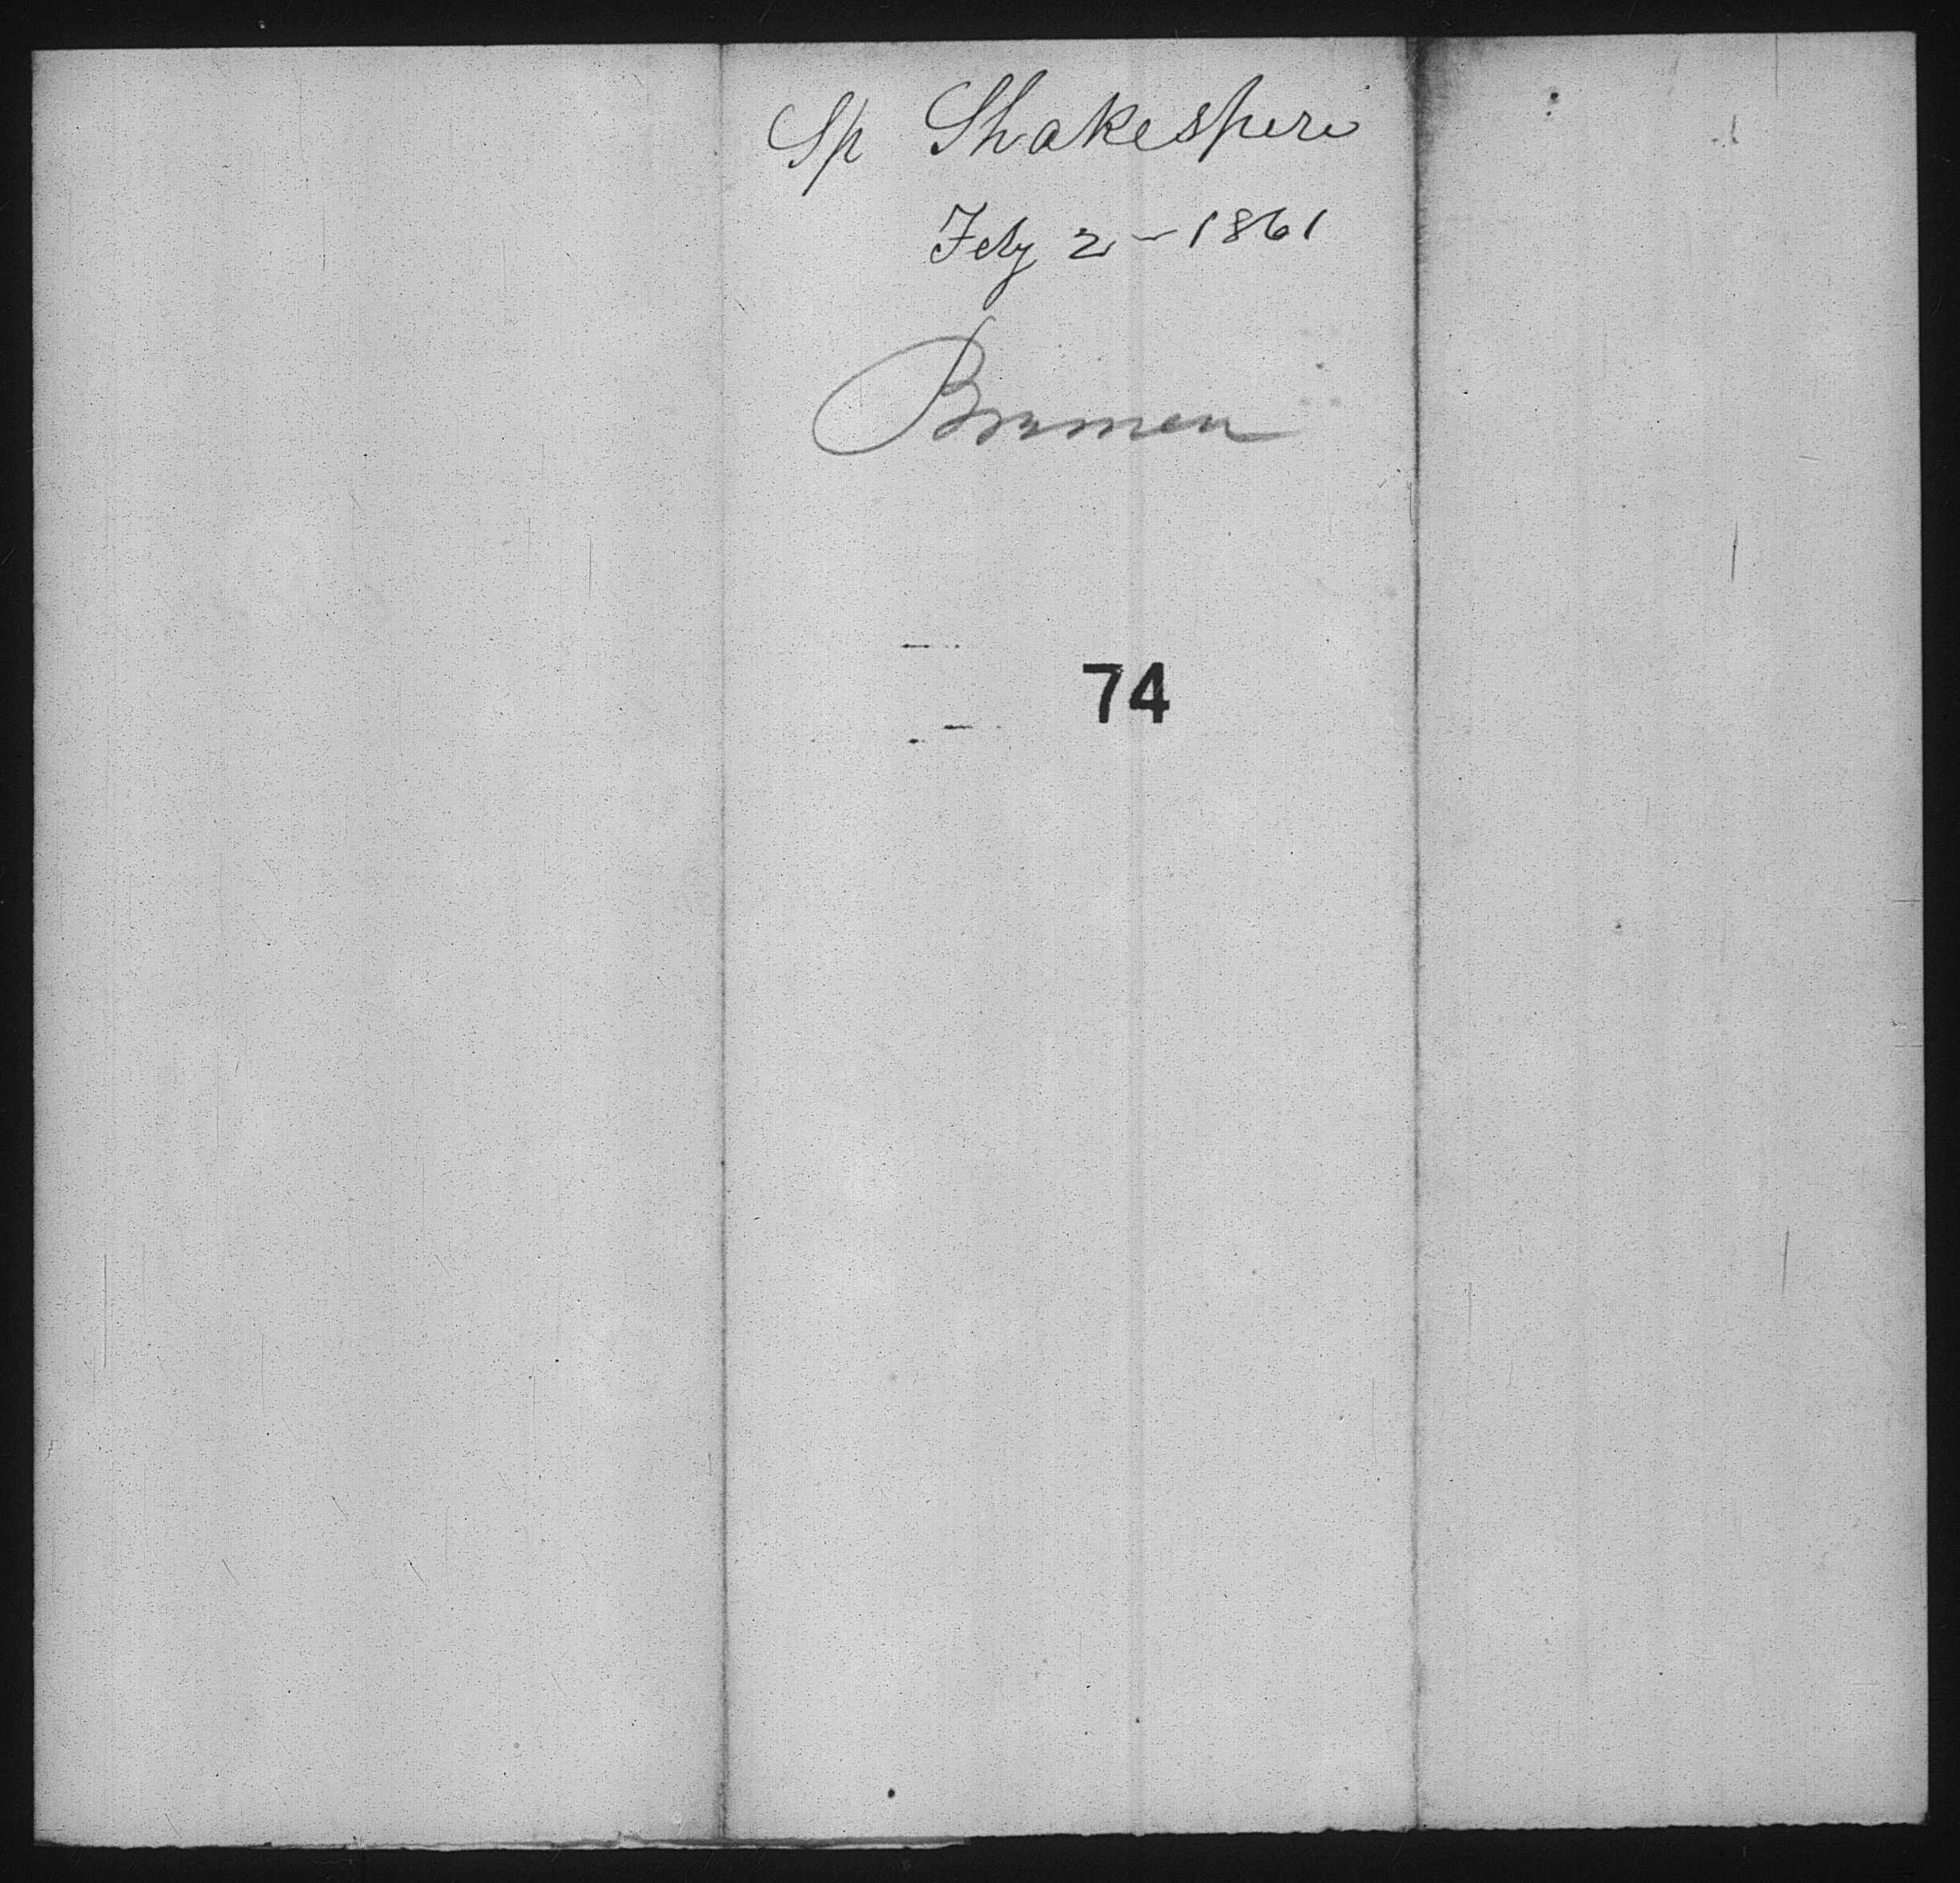 Sp Shakespere
Feby 2 - 1861
Bremen
74